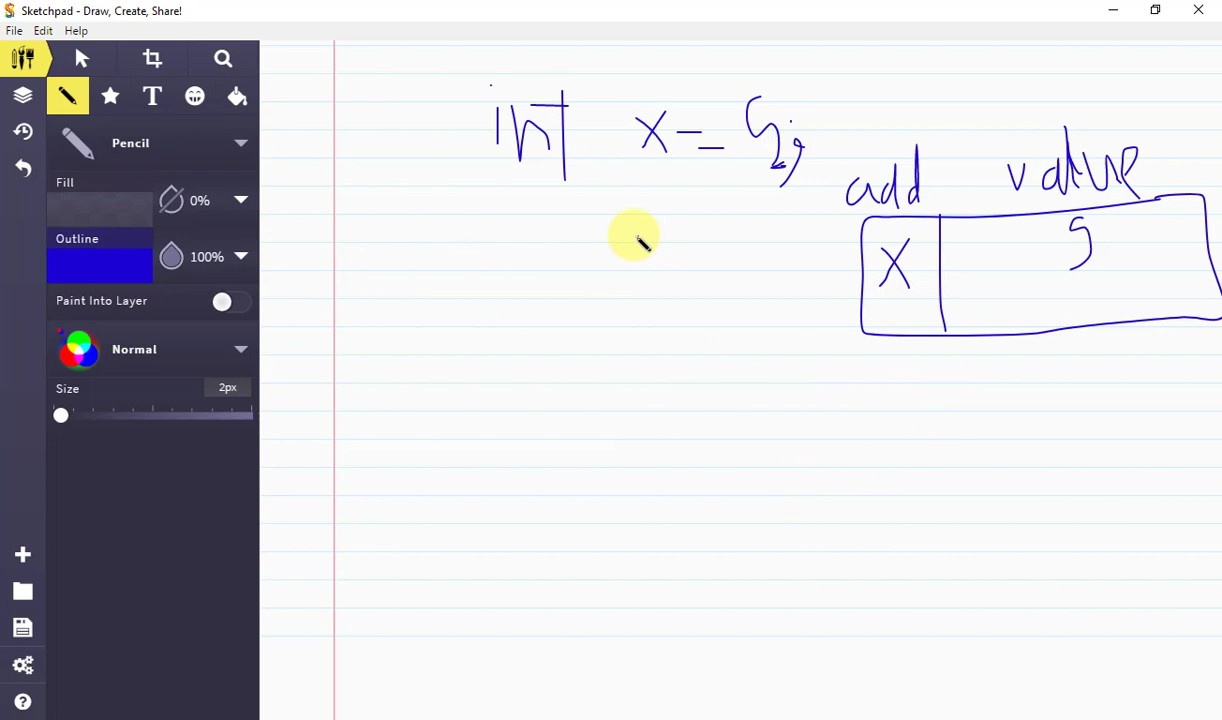 Sketchpad - Draw, Create, Share!
File Edit Help
Pencil
Fill
0%
Outline
100%
Paint Into Layer
Normal
Size
2px
int x = 5;
add value
x 5